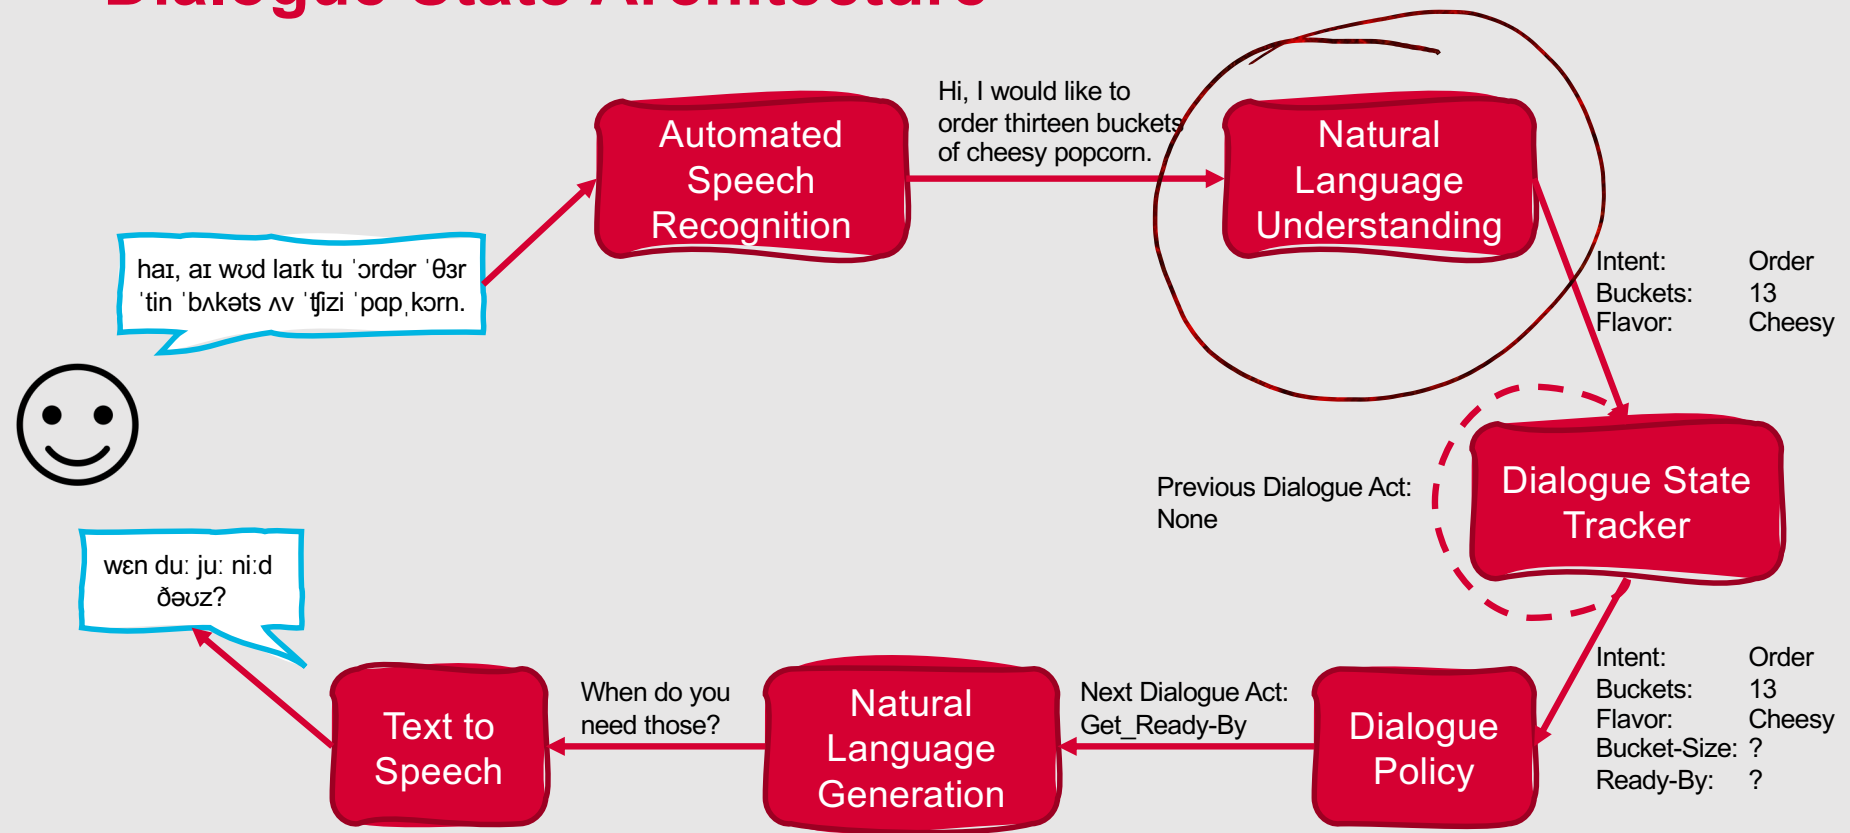 Dialogue State Architecture
Hi, I would like to
order thirteen buckets
of cheesy popcorn.
Automated
Speech
Recognition
Natural
Language
Understanding
haɪ, aɪ wʊd laɪk tu ˈɔrdər ˈθɜr
ˈtin ˈbʌkəts ʌv ˈʧizi ˈpɑpˌkɔrn.
Intent: Order
Buckets: 13
Flavor: Cheesy
Previous Dialogue Act:
None
Dialogue State
Tracker
wɛn duː juː niːd
ðəʊz?
Intent: Order
Buckets: 13
Flavor: Cheesy
Bucket-Size: ?
Ready-By: ?
Text to
Speech
When do you
need those?
Natural
Language
Generation
Next Dialogue Act:
Get_Ready-By
Dialogue
Policy